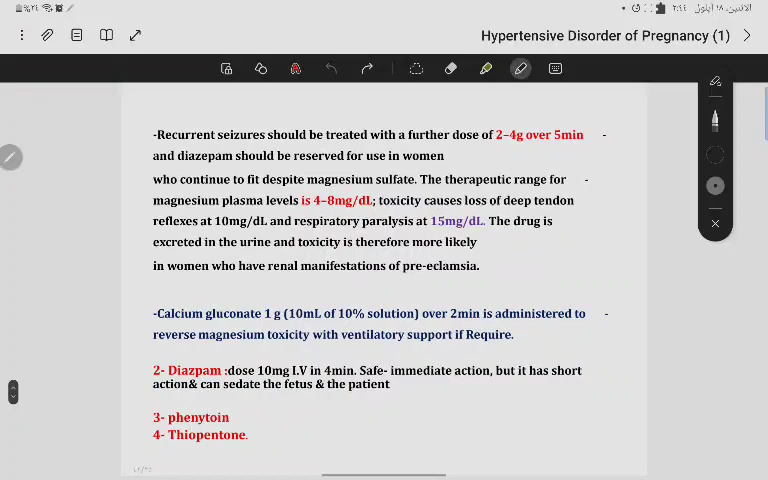 %٢٤
الاثنين، ١٨ أيلول ٢:٤٤
Hypertensive Disorder of Pregnancy (1)
-Recurrent seizures should be treated with a further dose of 2–4g over 5min -
and diazepam should be reserved for use in women
who continue to fit despite magnesium sulfate. The therapeutic range for -
magnesium plasma levels is 4–8mg/dL; toxicity causes loss of deep tendon
reflexes at 10mg/dL and respiratory paralysis at 15mg/dL. The drug is
excreted in the urine and toxicity is therefore more likely
in women who have renal manifestations of pre-eclamsia.
-Calcium gluconate 1 g (10mL of 10% solution) over 2min is administered to -
reverse magnesium toxicity with ventilatory support if Require.
2- Diazpam :dose 10mg I.V in 4min. Safe- immediate action, but it has short
action& can sedate the fetus & the patient
3- phenytoin
4- Thiopentone.